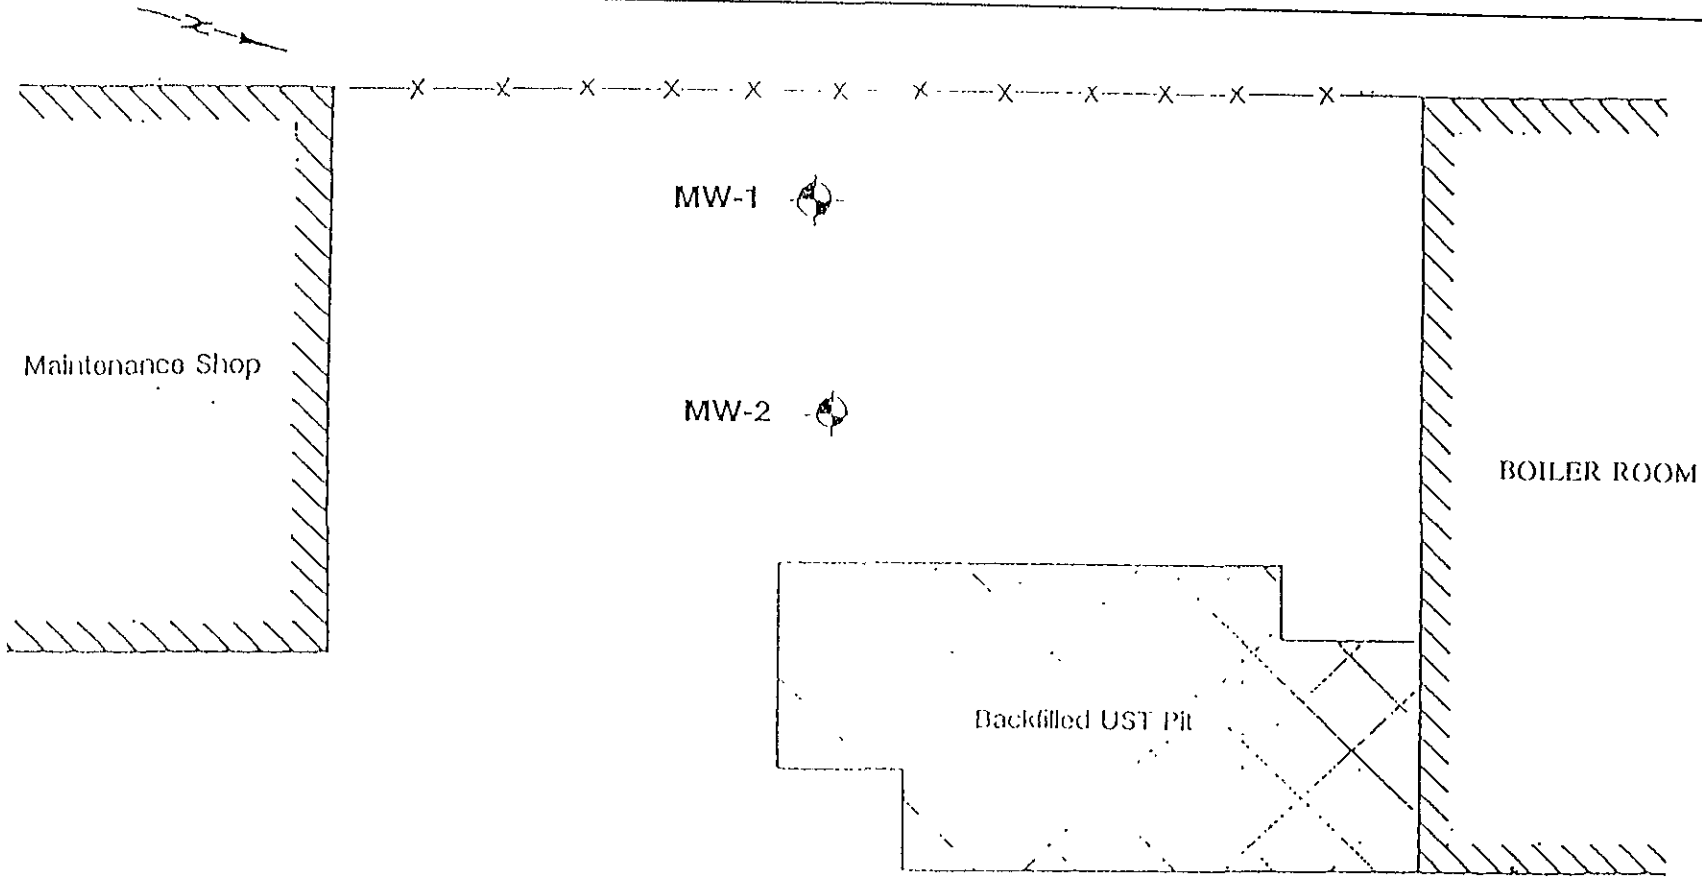 N
MW-1
Maintenance Shop
MW-2
BOILER ROOM
Backfilled UST Pit